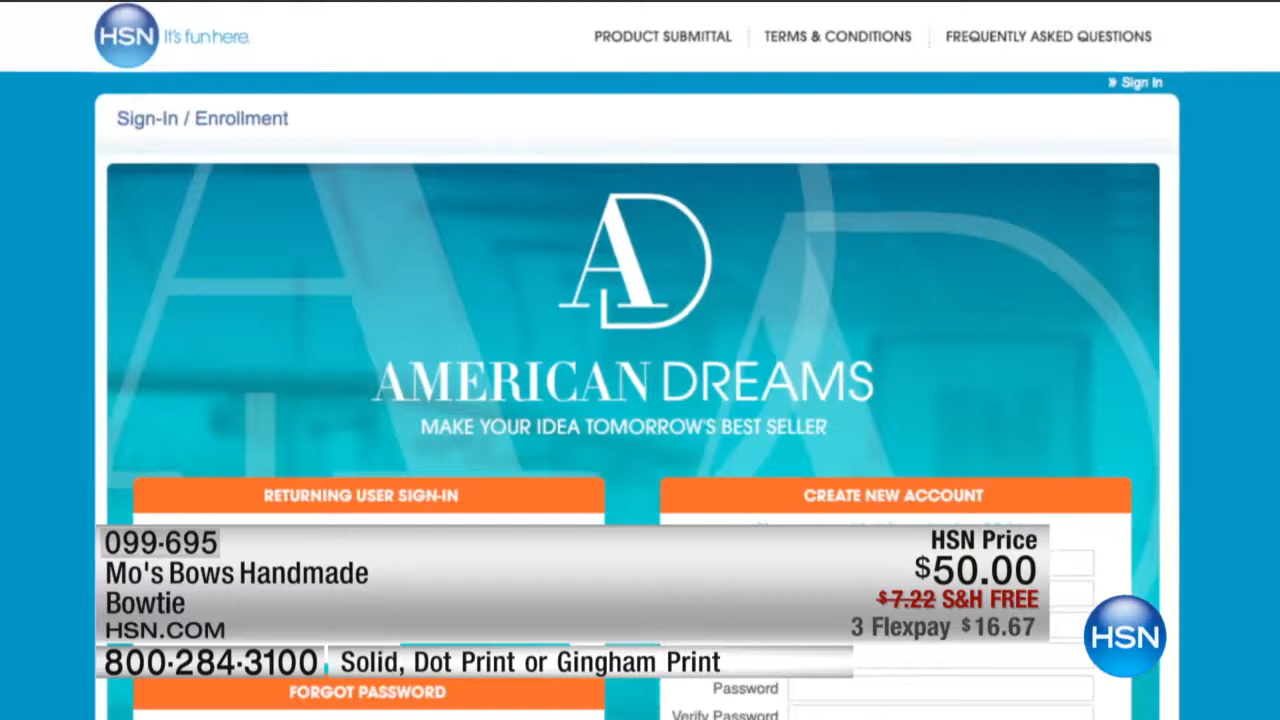 HSN It's fun here.
PRODUCT SUBMITTAL TERMS & CONDITIONS FREQUENTLY ASKED QUESTIONS
» Sign In
Sign-In / Enrollment
AD
AMERICAN DREAMS
MAKE YOUR IDEA TOMORROW'S BEST SELLER
RETURNING USER SIGN-IN
CREATE NEW ACCOUNT
099-695
Mo's Bows Handmade
Bowtie
HSN.COM
HSN Price
$50.00
$7.22 S&H FREE
3 Flexpay $16.67
HSN
800·284·3100 Solid, Dot Print or Gingham Print
FORGOT PASSWORD
Password
Verify Password